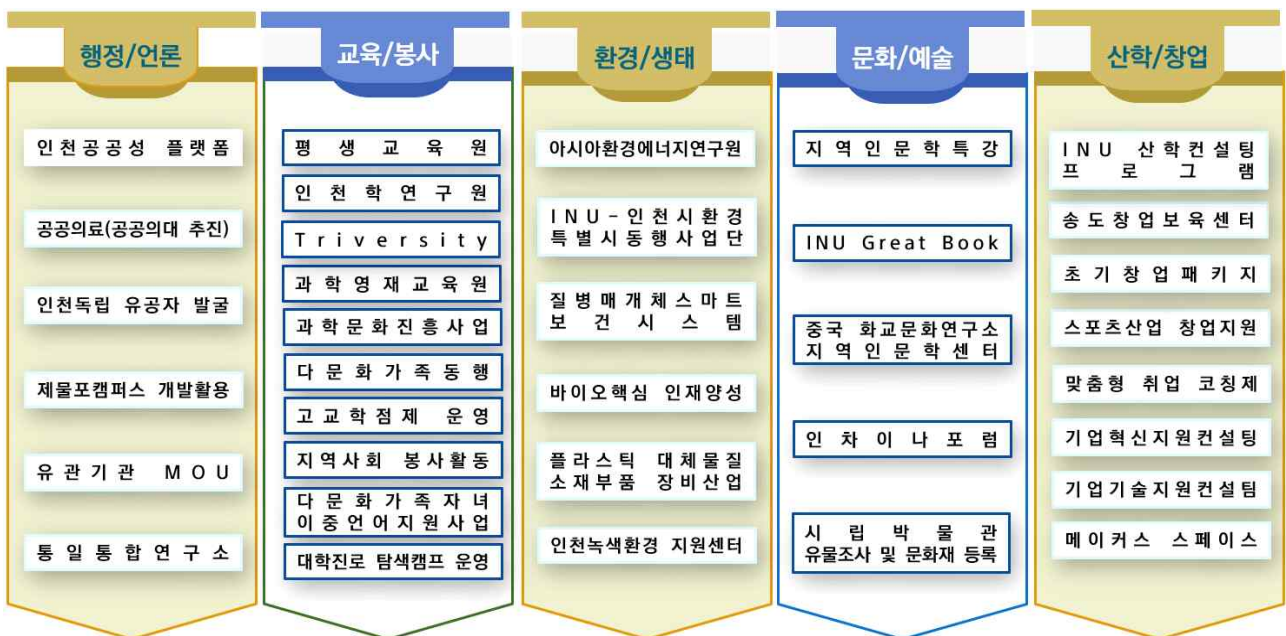 행정/언론
인천공공성 플랫폼
공공의료(공공의대 추진)
인천독립 유공자 발굴
제물포캠퍼스 개발활용
유관기관 MOU
통일통합연구소
교육/봉사
평생교육원
인천학연구원
Triversity
과학영재교육원
과학문화진흥사업
다문화가족동행
고교학점제 운영
지역사회 봉사활동
다문화가족자녀
이중언어지원사업
대학진로 탐색캠프 운영
환경/생태
아시아환경에너지연구원
INU-인천시환경
특별시동행사업단
질병매개체스마트
보건시스템
바이오핵심 인재양성
플라스틱 대체물질
소재부품 장비산업
인천녹색환경 지원센터
문화/예술
지역인문학특강
INU Great Book
중국 화교문화연구소
지역인문학센터
인차이나포럼
시립박물관
유물조사 및 문화재 등록
산학/창업
INU 산학컨설팅
프로그램
송도창업보육센터
초기창업패키지
스포츠산업 창업지원
맞춤형 취업 코칭제
기업혁신지원컨설팅
기업기술지원컨설팀
메이커스 스페이스